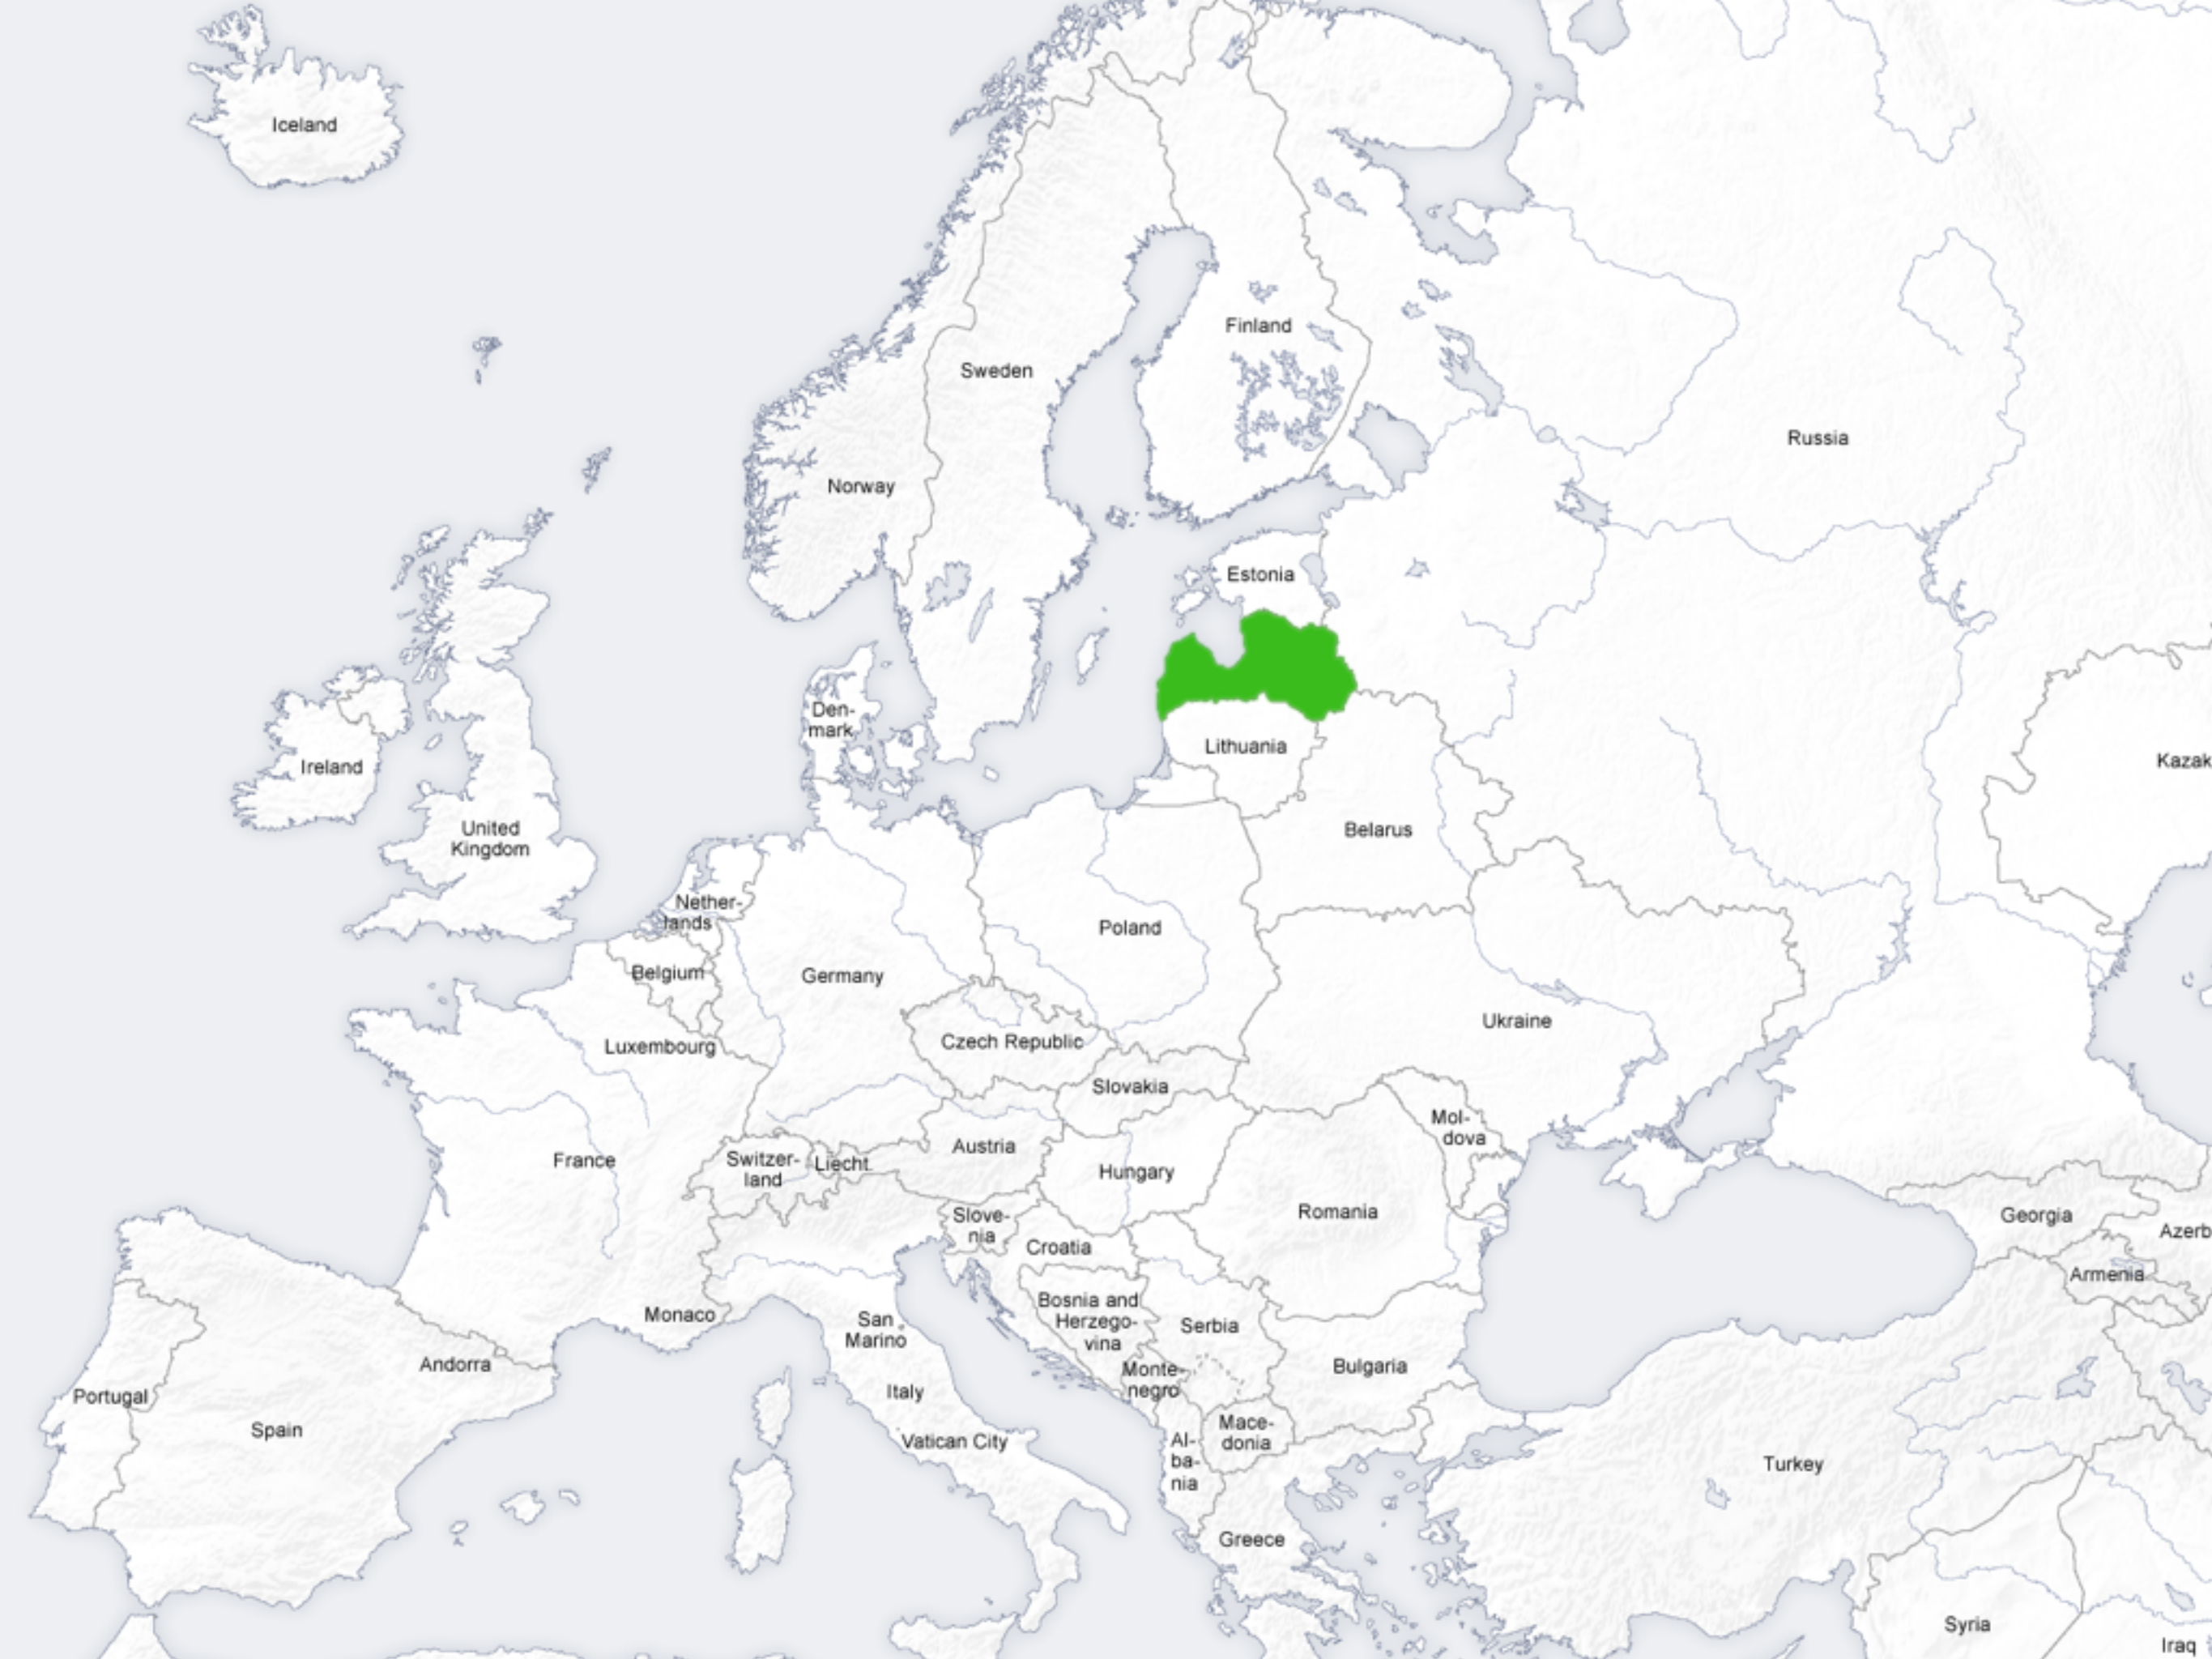 Iceland
Finland
Sweden
Russia
Norway
Estonia
Den-
mark
Lithuania
Ireland
Kazak
United
Kingdom
Belarus
Nether-
lands
Poland
Belgium
Germany
Ukraine
Czech Republic
Luxembourg
Slovakia
Mol-
dova
Austria
France
Switzer-
land
Liecht.
Hungary
Romania
Slove-
nia
Georgia
Azerb
Croatia
Armenia
Bosnia and
Herzego-
vina
Monaco
San
Marino
Serbia
Andorra
Bulgaria
Monte-
negro
Portugal
Italy
Spain
Mace-
donia
Vatican City
Al-
ba-
nia
Turkey
Greece
Syria
Iraq